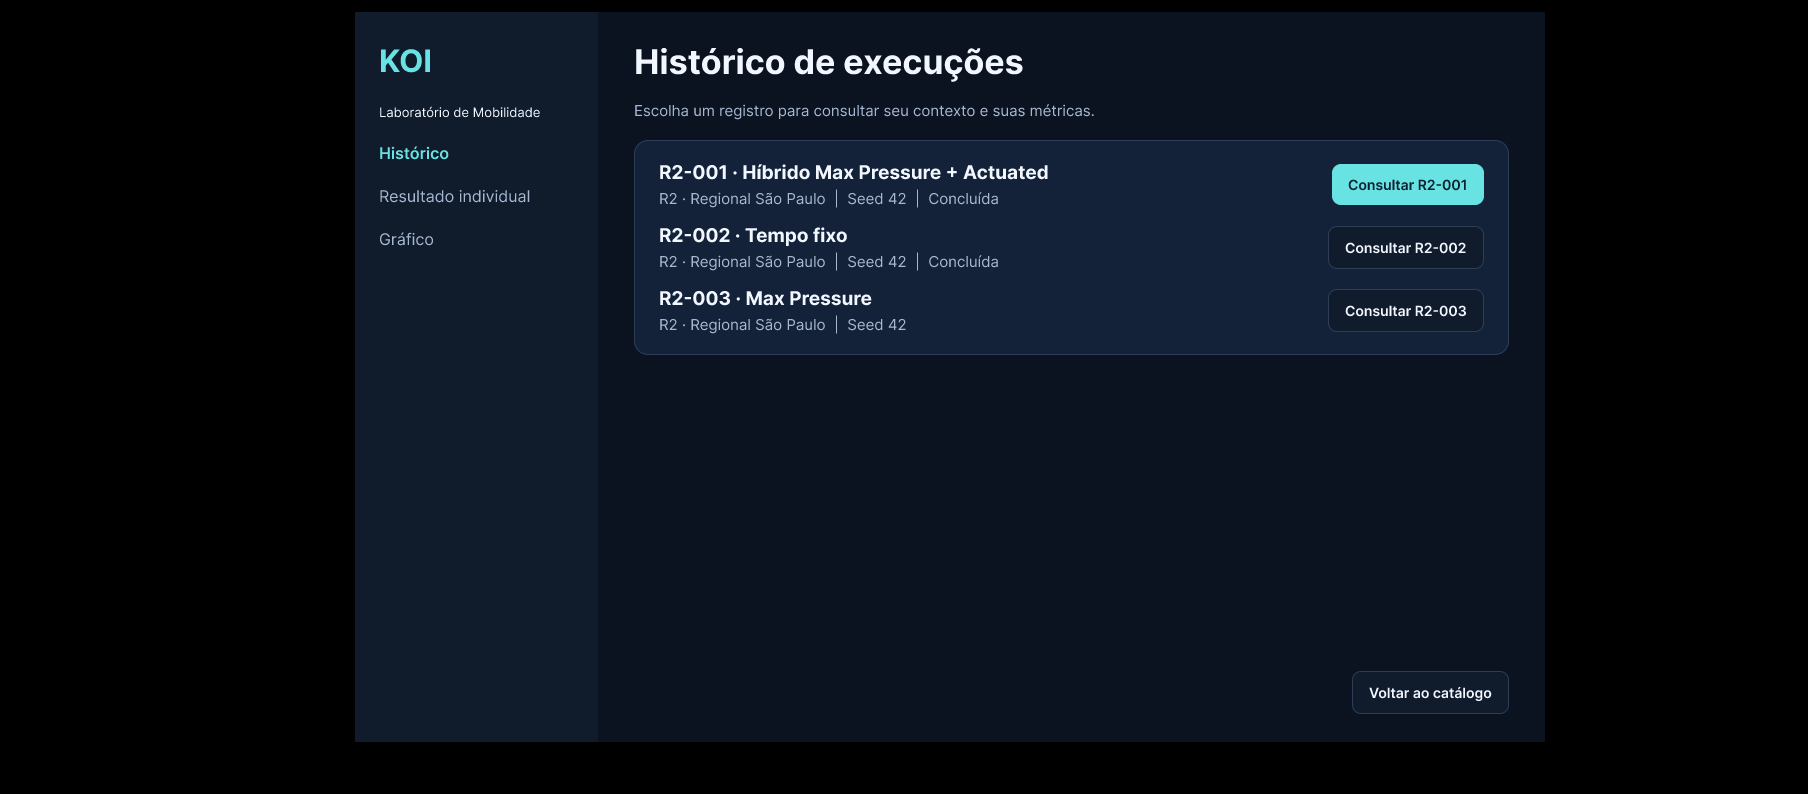 KOI
Laboratório de Mobilidade
Histórico
Resultado individual
Gráfico
Histórico de execuções
Escolha um registro para consultar seu contexto e suas métricas.
R2-001 · Híbrido Max Pressure + Actuated
R2 · Regional São Paulo | Seed 42 | Concluída
Consultar R2-001
R2-002 · Tempo fixo
R2 · Regional São Paulo | Seed 42 | Concluída
Consultar R2-002
R2-003 · Max Pressure
R2 · Regional São Paulo | Seed 42
Consultar R2-003
Voltar ao catálogo